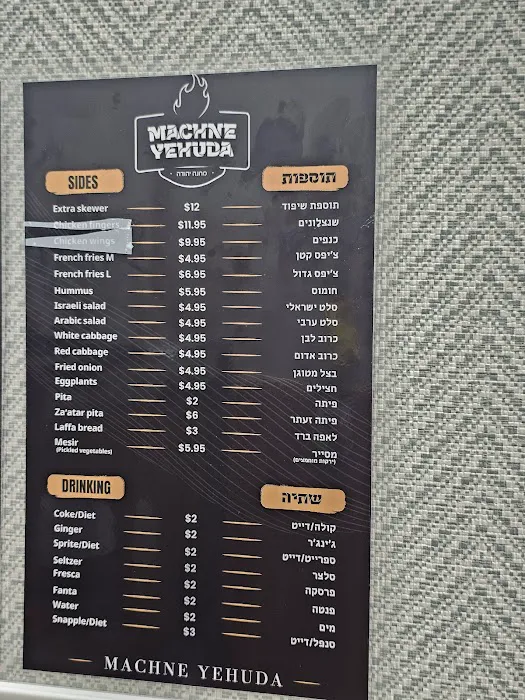 MACHNE
YEHUDA
מחנה יהודה
SIDES תוספות
Extra skewer $12 תוספת שיפוד
Chicken fingers $11.95 שנצלונים
Chicken wings $9.95 כנפים
French fries M $4.95 צ'יפס קטן
French fries L $6.95 צ'יפס גדול
Hummus $5.95 חומוס
Israeli salad $4.95 סלט ישראלי
Arabic salad $4.95 סלט ערבי
White cabbage $4.95 כרוב לבן
Red cabbage $4.95 כרוב אדום
Fried onion $4.95 בצל מטוגן
Eggplants $4.95 חצילים
Pita $2 פיתה
Za'atar pita $6 פיתה זעתר
Laffa bread $3 לאפה ברד
Mesir $5.95 מסייר
(Pickled vegetables) (ירקות מוחמצים)
DRINKING שתיה
Coke/Diet $2 קולה/דייט
Ginger $2 ג'ינג'ר
Sprite/Diet $2 ספרייט/דייט
Seltzer $2 סלצר
Fresca $2 פרסקה
Fanta $2 פנטה
Water $2 מים
Snapple/Diet $3 סנפל/דייט
MACHNE YEHUDA